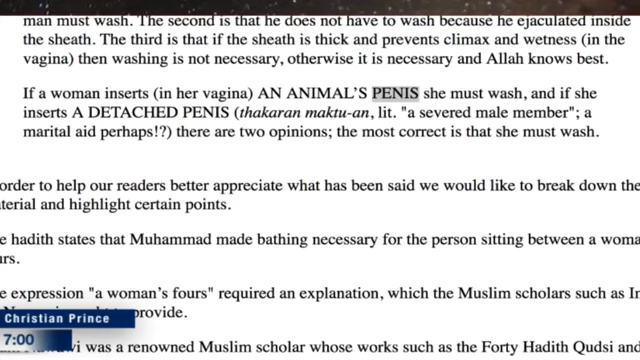 man must wash. The second is that he does not have to wash because he ejaculated inside
the sheath. The third is that if the sheath is thick and prevents climax and wetness (in the
vagina) then washing is not necessary, otherwise it is necessary and Allah knows best.
If a woman inserts (in her vagina) AN ANIMAL'S PENIS she must wash, and if she
inserts A DETACHED PENIS (thakaran maktu-an, lit. "a severed male member"; a
marital aid perhaps!?) there are two opinions; the most correct is that she must wash.
order to help our readers better appreciate what has been said we would like to break down the
terial and highlight certain points.
e hadith states that Muhammad made bathing necessary for the person sitting between a woma
urs.
e expression "a woman's fours" required an explanation, which the Muslim scholars such as In
provide.
Christian Prince
7:00
wi was a renowned Muslim scholar whose works such as the Forty Hadith Qudsi and